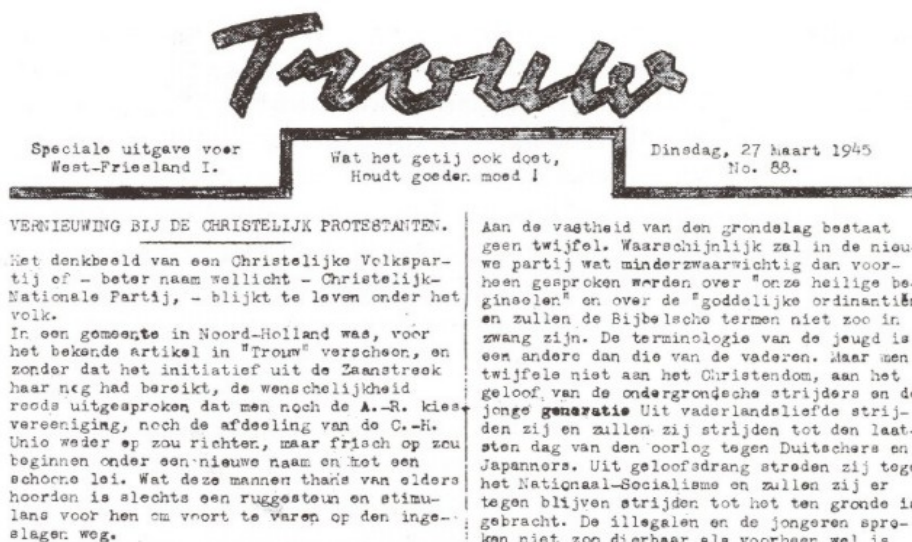 Trouw
Speciale uitgave voor
West-Friesland I.
Wat het getij ook doet,
Houdt goeden moed !
Dinsdag, 27 Maart 1945
No. 88.
VERNIEUWING BIJ DE CHRISTELIJK PROTESTANTEN.
Het denkbeeld van een Christelijke Volkspar-
tij of - beter naam wellicht - Christelijk-
Nationale Partij, - blijkt te leven onder het
volk.
In een gemeente in Noord-Holland was, voor
het bekende artikel in "Trouw" verscheen, en
zonder dat het initiatief uit de Zaanstreek
haar nog had bereikt, de wenschelijkheid
reeds uitgesproken dat men noch de A.-R. kies-
vereeniging, noch de afdeeling van de C.-H.
Unie weder op zou richten, maar frisch op zou
beginnen onder een nieuwe naam en met een
schoone lei. Wat deze mannen thans van elders
hoorden is slechts een ruggesteun en stimu-
lans voor hen om voort te varen op den inge-
slagen weg.
Aan de vastheid van den grondslag bestaat
geen twijfel. Waarschijnlijk zal in de nieu-
we partij wat minderzwaarwichtig dan voor-
heen gesproken worden over "onze heilige be-
ginselen" en over de "goddelijke ordinantiën"
en zullen de Bijbelsche termen niet zoo in
zwang zijn. De terminologie van de jeugd is
een andere dan die van de vaderen. Maar men
twijfele niet aan het Christendom, aan het
geloof van de ondergrondsche strijders en de
jonge generatie Uit vaderlandsliefde strij-
den zij en zullen zij strijden tot den laat-
sten dag van den oorlog tegen Duitschers en
Japanners. Uit geloofsdrang streden zij tege
het Nationaal-Socialisme en zullen zij er
tegen blijven strijden tot het ten gronde is
gebracht. De illegalen en de jongeren spre-
ken niet zoo dierbaar als voorheen wel is